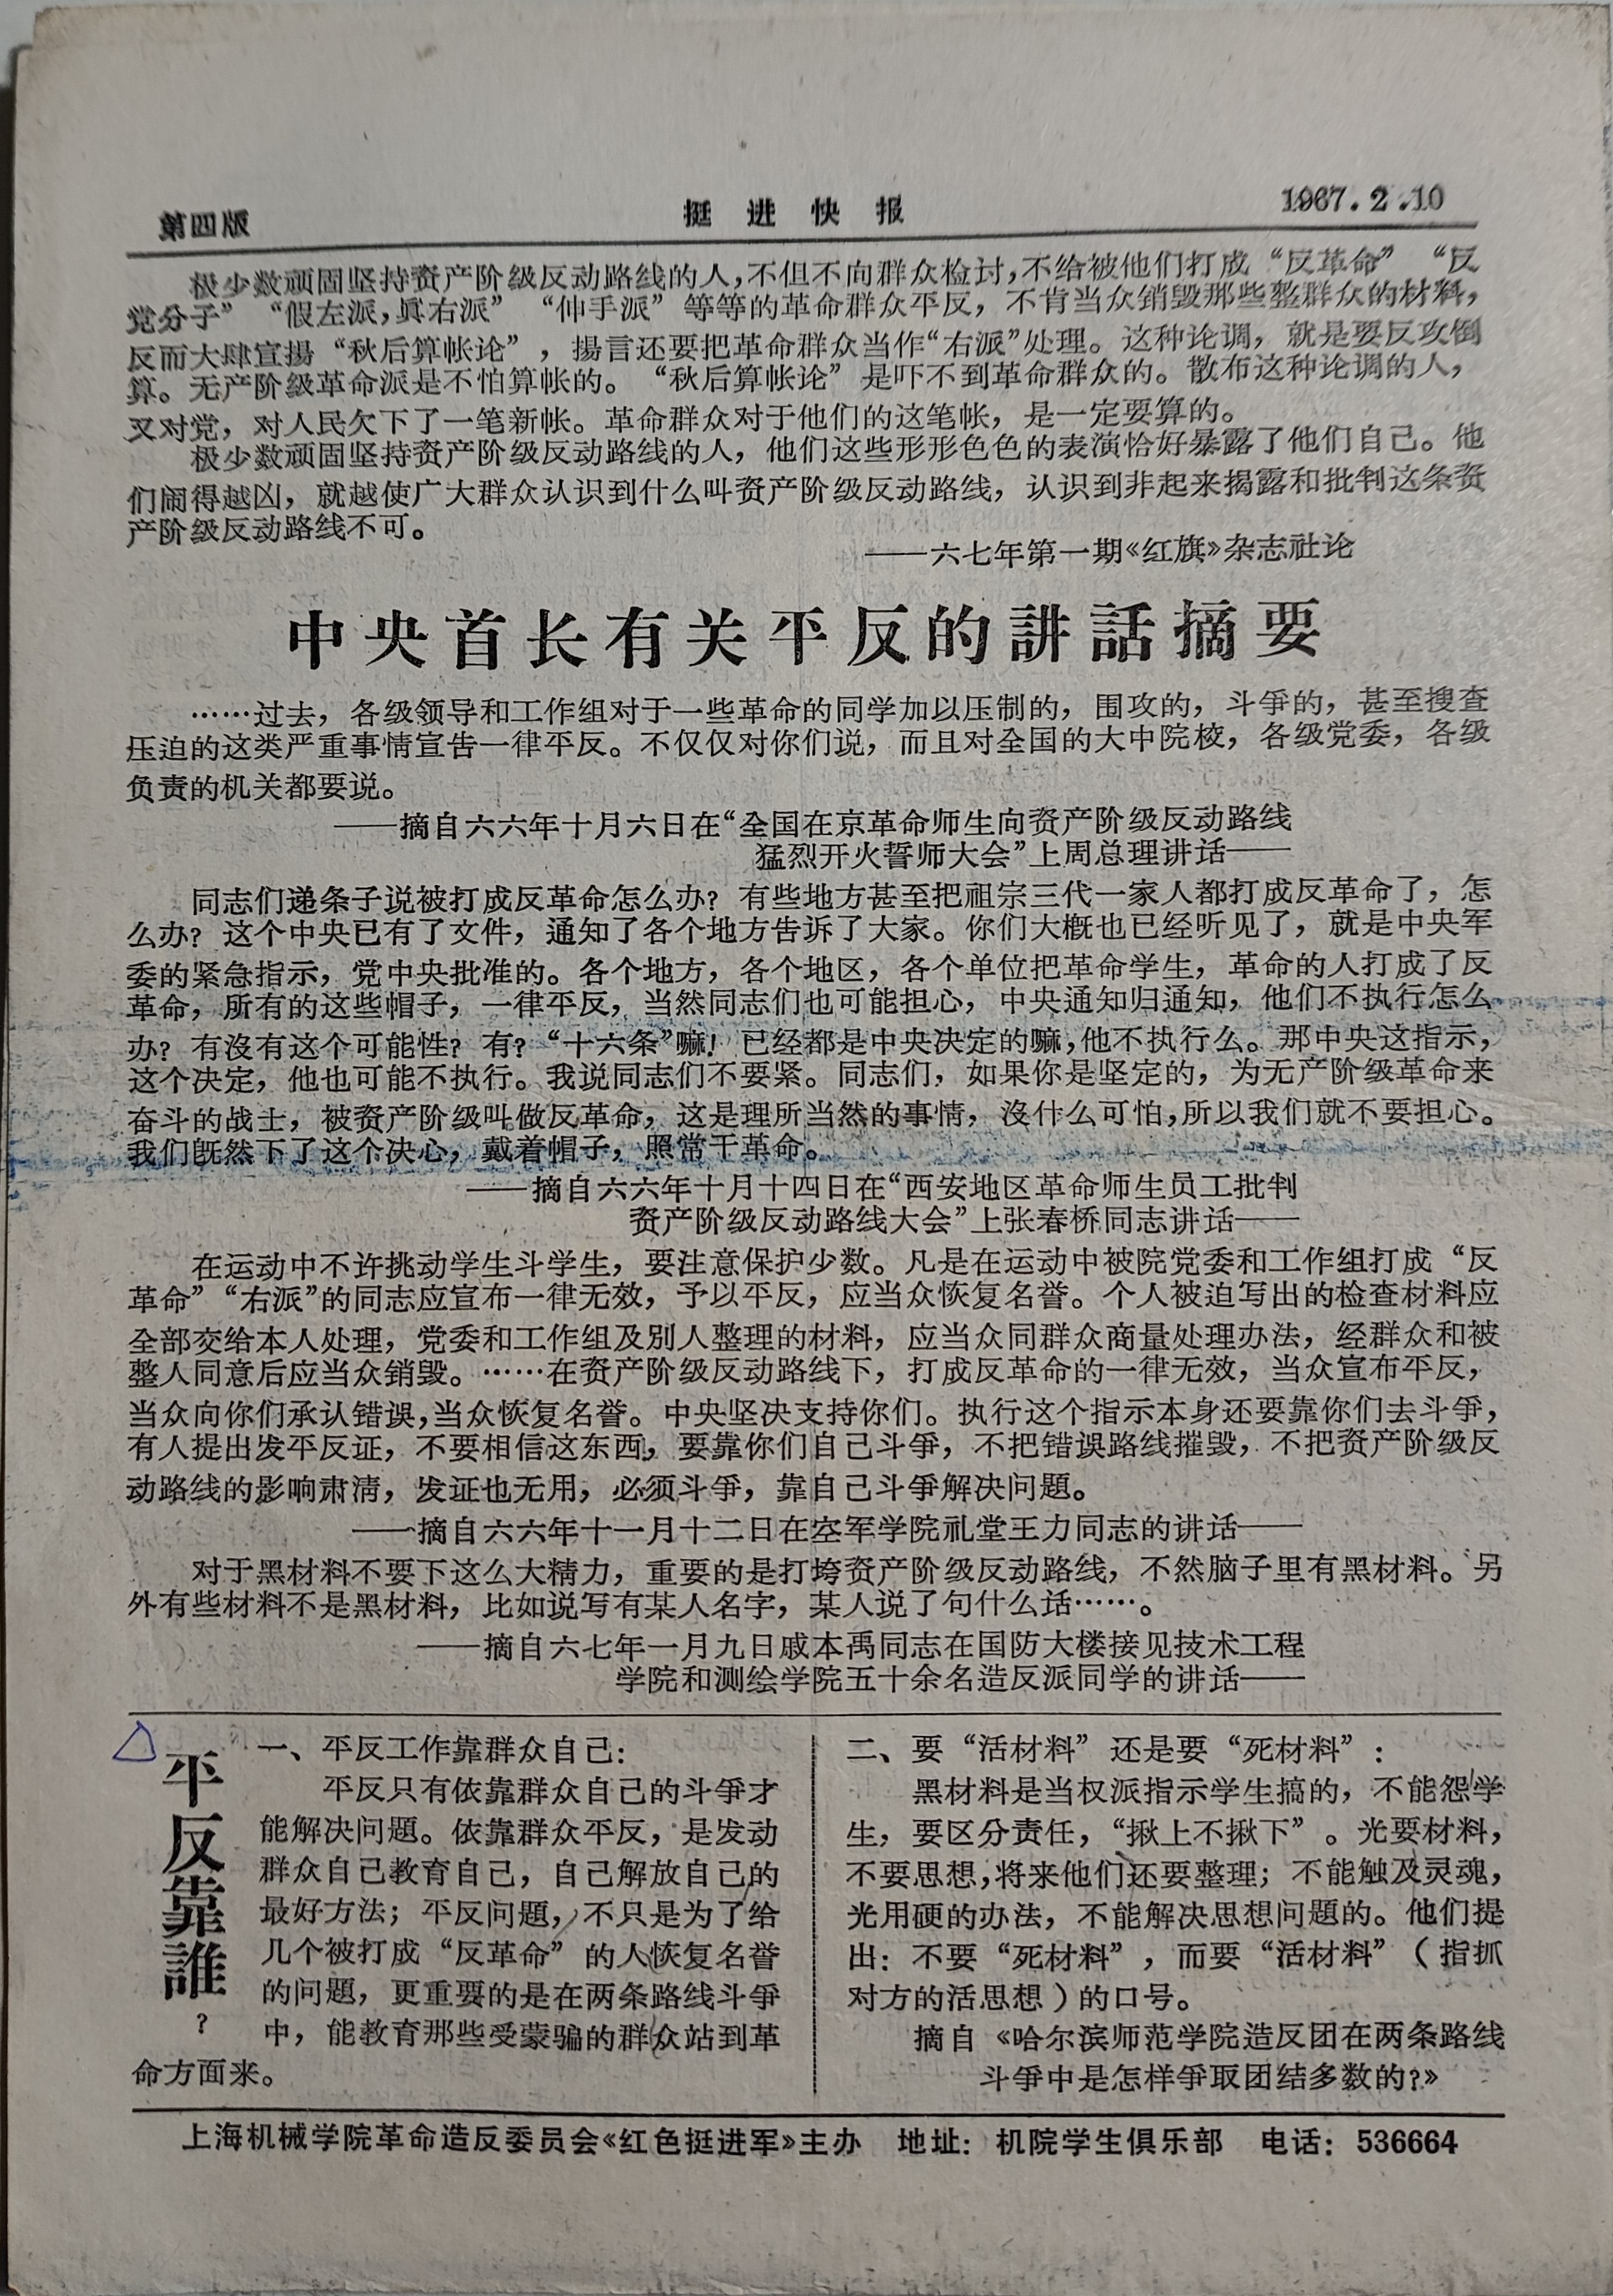 第四版
挺进快报
1967.2.10
极少数顽固坚持资产阶级反动路线的人，不但不向群众检讨，不给被他们打成“反革命”“反
党分子”“假左派，真右派”“伸手派”等等的革命群众平反，不肯当众销毁那些整群众的材料，
反而大肆宣揚“秋后算帐论”，揚言还要把革命群众当作“右派”处理。这种论调，就是要反攻倒
算。无产阶级革命派是不怕算帐的。“秋后算帐论”是吓不到革命群众的。散布这种论调的人，
又对党，对人民欠下了一笔新帐。革命群众对于他们的这笔帐，是一定要算的。
极少数顽固坚持资产阶级反动路线的人，他们这些形形色色的表演恰好暴露了他们自己。他
们闹得越凶，就越使广大群众认识到什么叫资产阶级反动路线，认识到非起来揭露和批判这条资
产阶级反动路线不可。
——六七年第一期《红旗》杂志社论
中央首长有关平反的講話摘要
……过去，各级领导和工作组对于一些革命的同学加以压制的，围攻的，斗爭的，甚至搜查
压迫的这类严重事情宣告一律平反。不仅仅对你们说，而且对全国的大中院校，各级党委，各级
负责的机关都要说。
——摘自六六年十月六日在“全国在京革命师生向资产阶级反动路线
猛烈开火誓师大会”上周总理讲话——
同志们递条子说被打成反革命怎么办？有些地方甚至把祖宗三代一家人都打成反革命了，怎
么办？这个中央已有了文件，通知了各个地方告诉了大家。你们大概也已经听见了，就是中央军
委的紧急指示，党中央批准的。各个地方，各个地区，各个单位把革命学生，革命的人打成了反
革命，所有的这些帽子，一律平反，当然同志们也可能担心，中央通知归通知，他们不执行怎么
办？有沒有这个可能性？有？“十六条”嘛！已经都是中央决定的嘛，他不执行么。那中央这指示，
这个决定，他也可能不执行。我说同志们不要紧。同志们，如果你是坚定的，为无产阶级革命来
奋斗的战士，被资产阶级叫做反革命，这是理所当然的事情，沒什么可怕，所以我们就不要担心。
我们既然下了这个决心，戴着帽子，照常干革命。
——摘自六六年十月十四日在“西安地区革命师生员工批判
资产阶级反动路线大会”上张春桥同志讲话——
在运动中不许挑动学生斗学生，要注意保护少数。凡是在运动中被院党委和工作组打成“反
革命”“右派”的同志应宣布一律无效，予以平反，应当众恢复名誉。个人被迫写出的检查材料应
全部交给本人处理，党委和工作组及别人整理的材料，应当众同群众商量处理办法，经群众和被
整人同意后应当众销毁。……在资产阶级反动路线下，打成反革命的一律无效，当众宣布平反，
当众向你们承认错误，当众恢复名誉。中央坚决支持你们。执行这个指示本身还要靠你们去斗爭，
有人提出发平反证，不要相信这东西，要靠你们自己斗爭，不把错误路线摧毁，不把资产阶级反
动路线的影响肃清，发证也无用，必须斗爭，靠自己斗爭解决问題。
——摘自六六年十一月十二日在空军学院礼堂王力同志的讲话——
对于黑材料不要下这么大精力，重要的是打垮资产阶级反动路线，不然脑子里有黑材料。另
外有些材料不是黑材料，比如说写有某人名字，某人说了句什么话……。
——摘自六七年一月九日戚本禹同志在国防大楼接见技术工程
学院和测绘学院五十余名造反派同学的讲话——
平反靠誰？
一、平反工作靠群众自己：
平反只有依靠群众自己的斗爭才
能解决问題。依靠群众平反，是发动
群众自己教育自己，自己解放自己的
最好方法；平反问題，不只是为了给
几个被打成“反革命”的人恢复名誉
的问題，更重要的是在两条路线斗爭
中，能教育那些受蒙骗的群众站到革
命方面来。
二、要“活材料”还是要“死材料”：
黑材料是当权派指示学生搞的，不能怨学
生，要区分责任，“揪上不揪下”。光要材料，
不要思想，将来他们还要整理；不能触及灵魂，
光用硬的办法，不能解决思想问題的。他们提
出：不要“死材料”，而要“活材料”（指抓
对方的活思想）的口号。
摘自《哈尔滨师范学院造反团在两条路线
斗爭中是怎样爭取团结多数的？》
上海机械学院革命造反委员会《红色挺进军》主办　地址：机院学生俱乐部　电话：536664